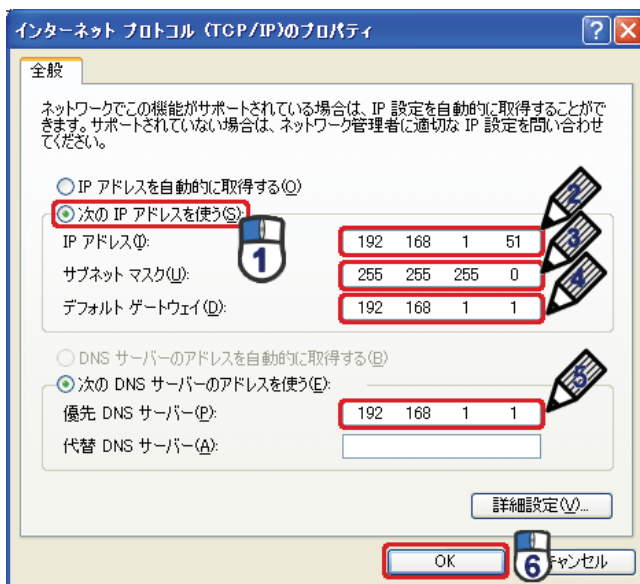 インターネット プロトコル (TCP/IP)のプロパティ
全般
ネットワークでこの機能がサポートされている場合は、IP 設定を自動的に取得することがで
きます。サポートされていない場合は、ネットワーク管理者に適切な IP 設定を問い合わせ
てください。
IP アドレスを自動的に取得する(O)
次の IP アドレスを使う(S):
1
IP アドレス(I): 192 168 1 51
2
サブネット マスク(U): 255 255 255 0
3
デフォルト ゲートウェイ(D): 192 168 1 1
4
DNS サーバーのアドレスを自動的に取得する(B)
次の DNS サーバーのアドレスを使う(E):
優先 DNS サーバー(P): 192 168 1 1
5
代替 DNS サーバー(A):
詳細設定(V)...
OK
6
ャンセル